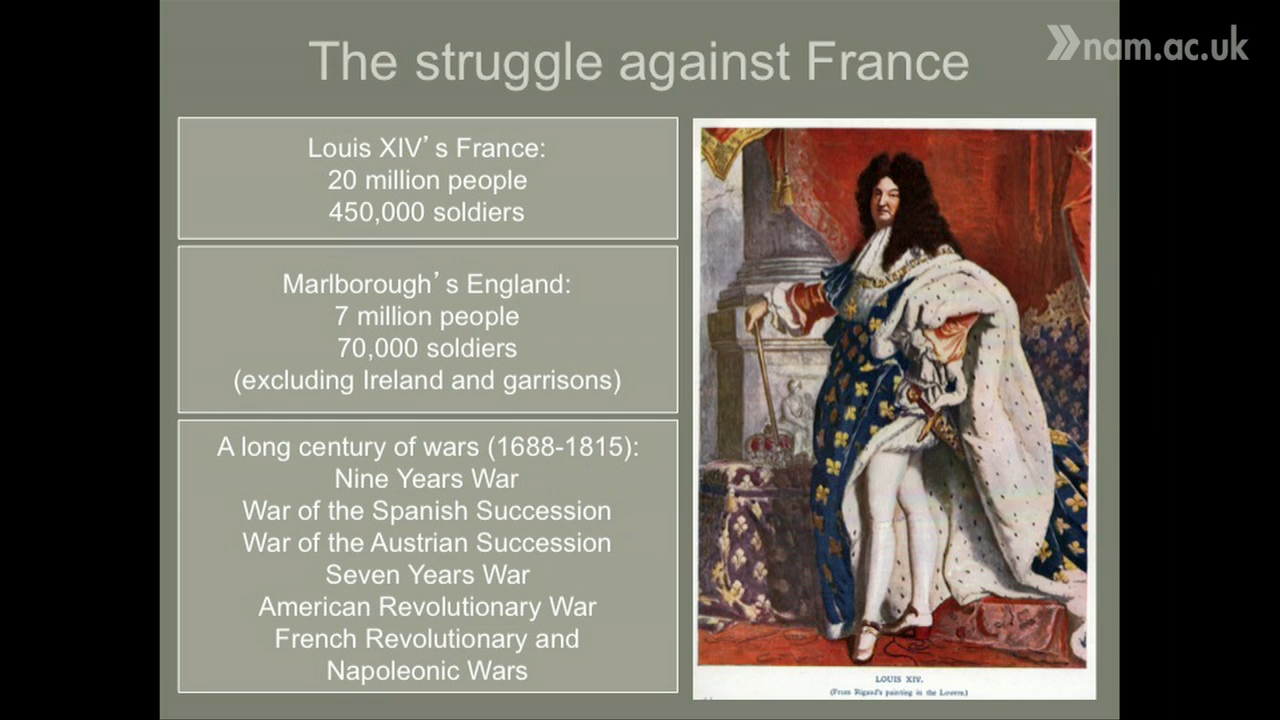 The struggle against France
nam.ac.uk
Louis XIV's France:
20 million people
450,000 soldiers
Marlborough's England:
7 million people
70,000 soldiers
(excluding Ireland and garrisons)
A long century of wars (1688-1815):
Nine Years War
War of the Spanish Succession
War of the Austrian Succession
Seven Years War
American Revolutionary War
French Revolutionary and
Napoleonic Wars
LOUIS XIV.
(From Rigaud's painting in the Louvre.)